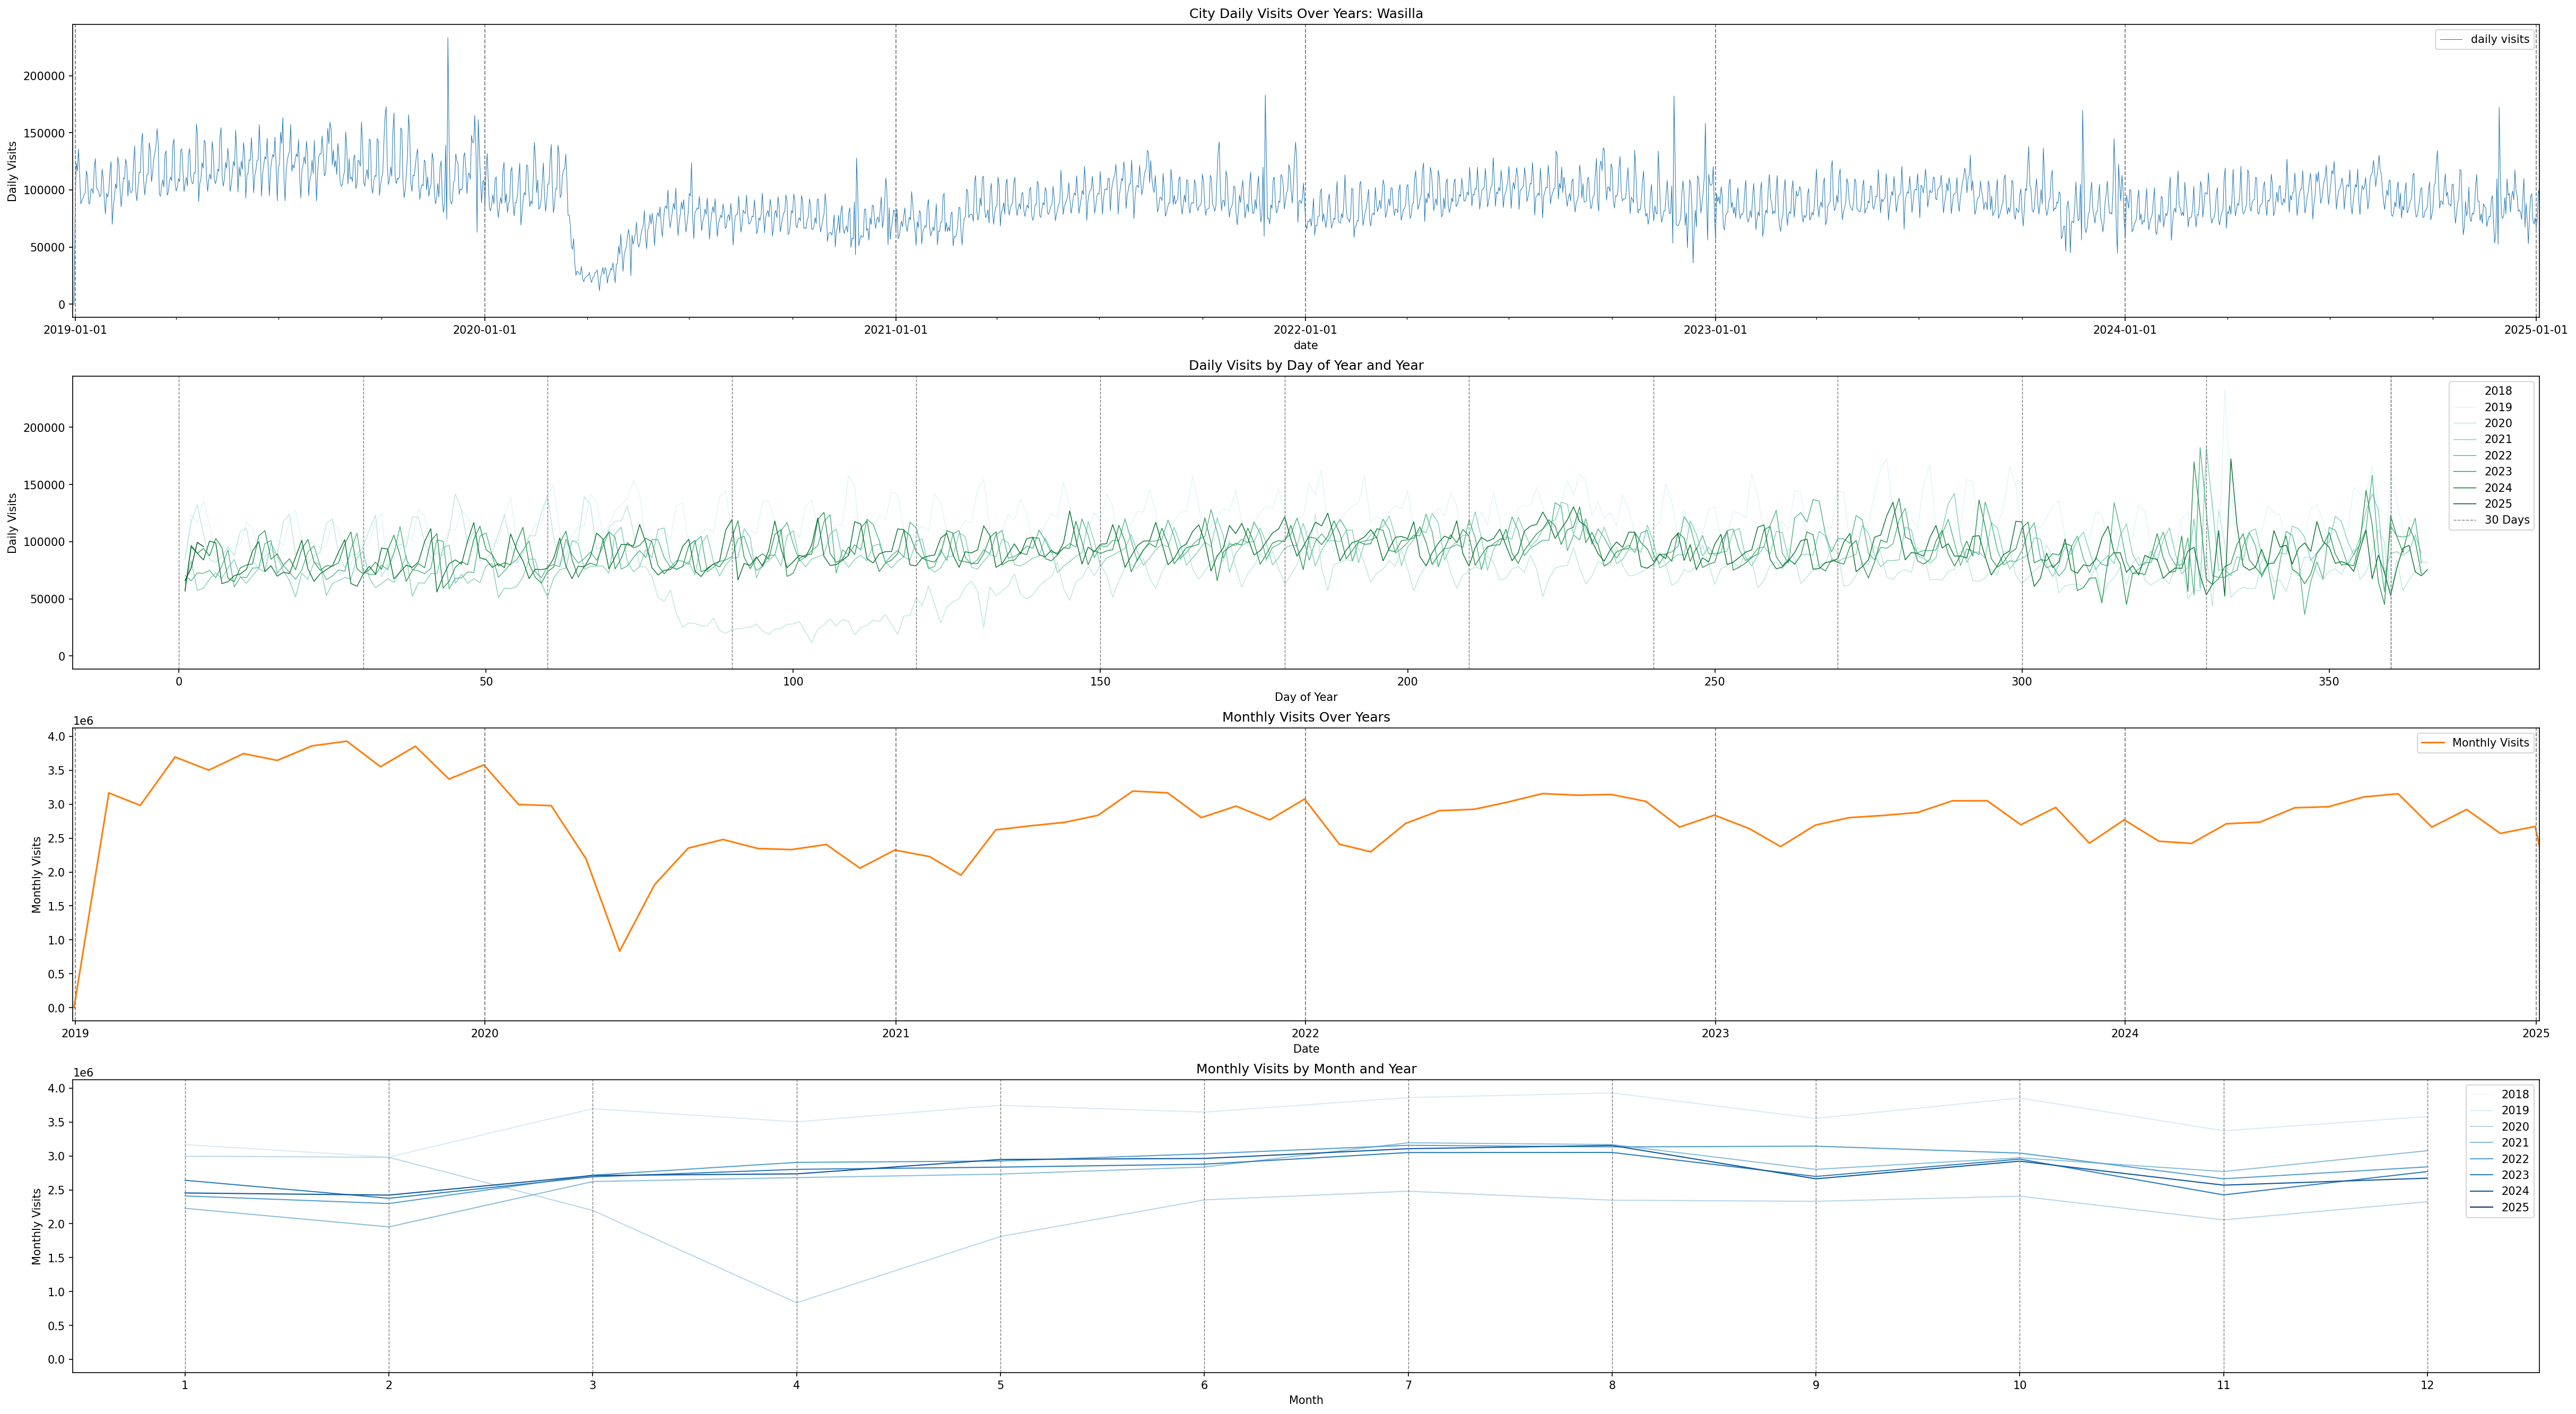 City Daily Visits Over Years: Wasilla
daily visits
Daily Visits
200000
150000
100000
50000
0
2019-01-01 2020-01-01 2021-01-01 2022-01-01 2023-01-01 2024-01-01 2025-01-01
date
Daily Visits by Day of Year and Year
2018
2019
2020
2021
2022
2023
2024
2025
30 Days
Daily Visits
200000
150000
100000
50000
0
0 50 100 150 200 250 300 350
Day of Year
Monthly Visits Over Years
1e6
Monthly Visits
Monthly Visits
4.0
3.5
3.0
2.5
2.0
1.5
1.0
0.5
0.0
2019 2020 2021 2022 2023 2024 2025
Date
Monthly Visits by Month and Year
1e6
2018
2019
2020
2021
2022
2023
2024
2025
Monthly Visits
4.0
3.5
3.0
2.5
2.0
1.5
1.0
0.5
0.0
1 2 3 4 5 6 7 8 9 10 11 12
Month